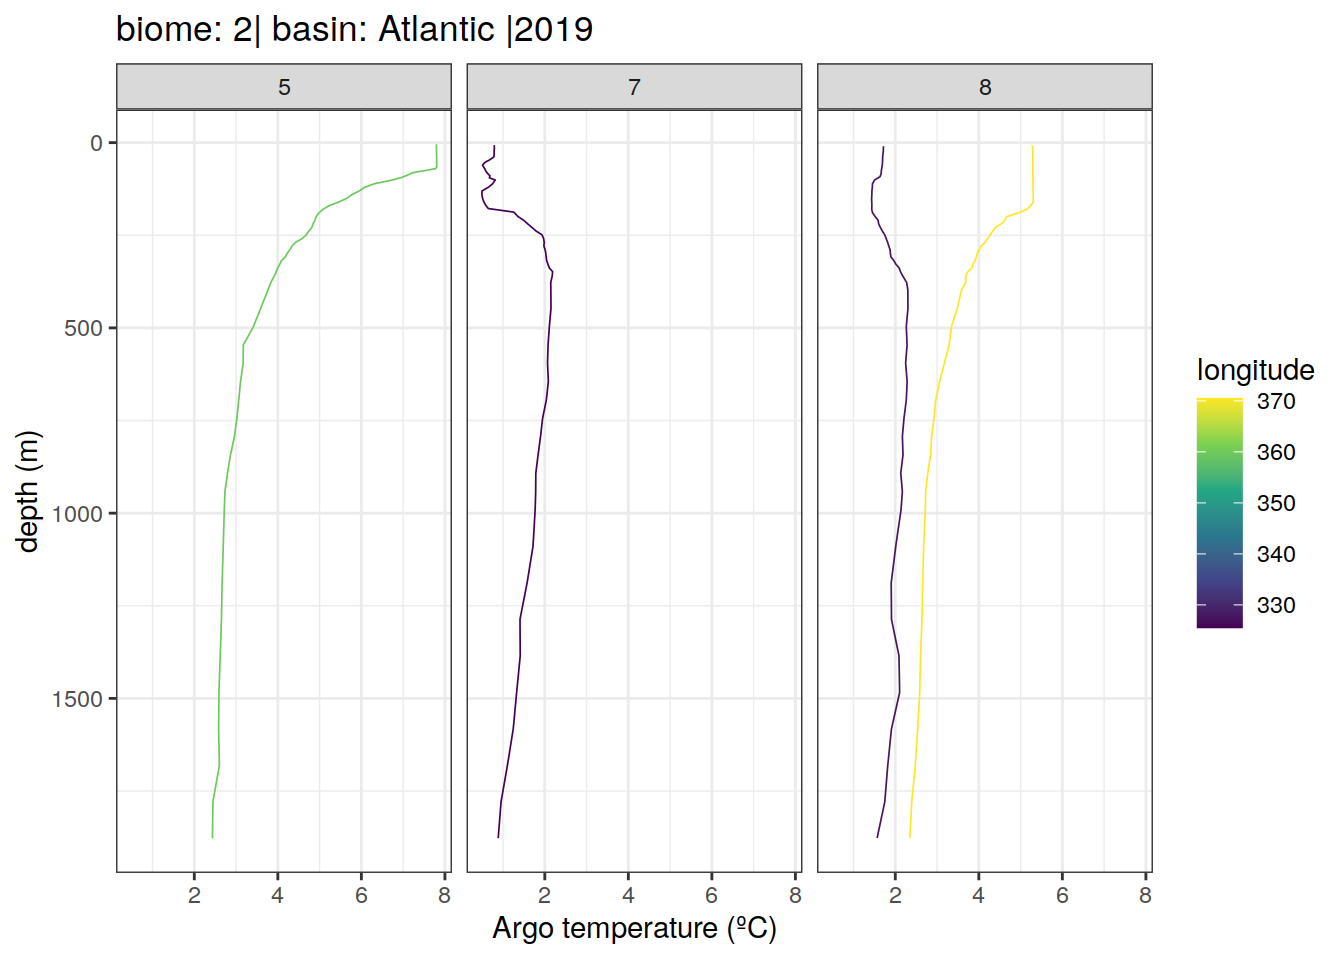 biome: 2| basin: Atlantic |2019
5 7 8
0
500
1000
1500
depth (m)
2 4 6 8 2 4 6 8 2 4 6 8
Argo temperature (ºC)
longitude
370
360
350
340
330